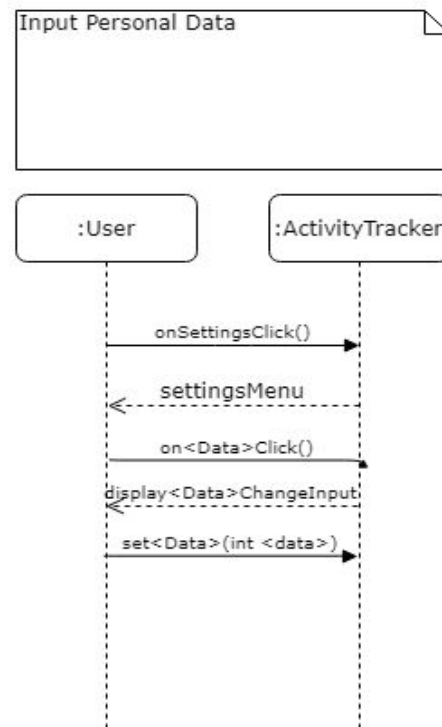 Input Personal Data
:User
:ActivityTracker
onSettingsClick()
settingsMenu
on<Data>Click()
display<Data>ChangeInput
set<Data>(int <data>)